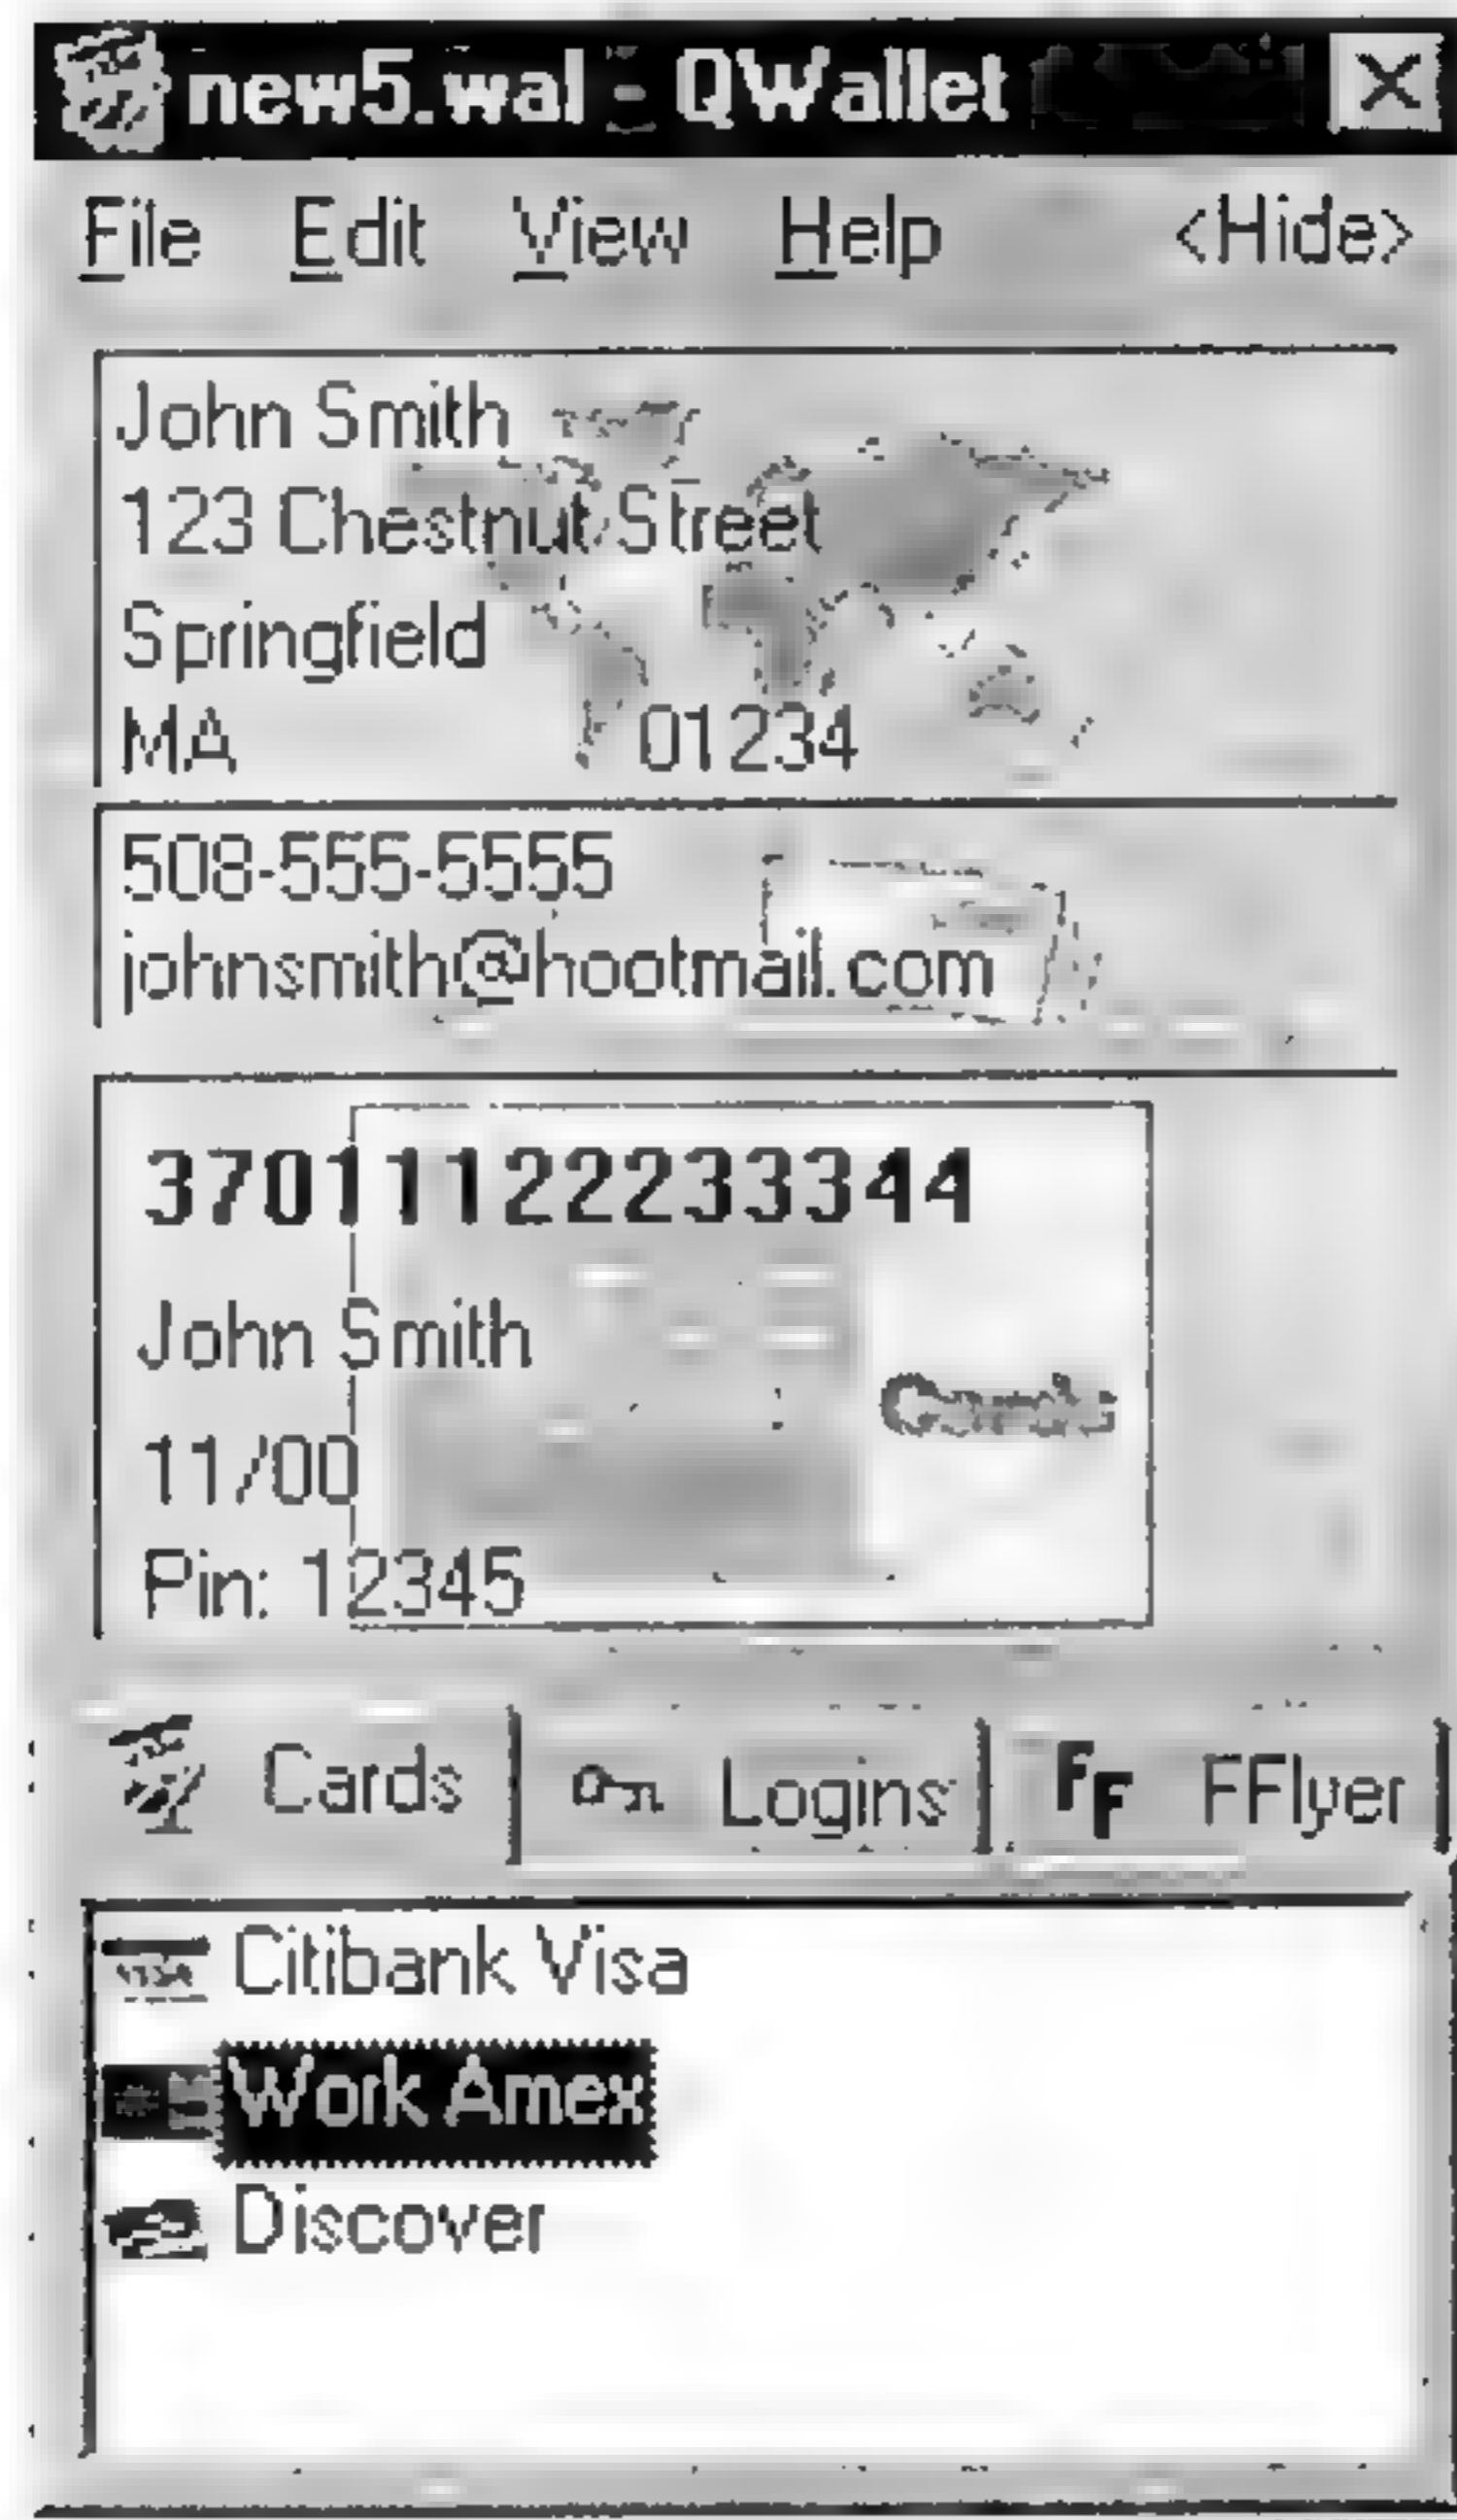 new5.wal - QWallet
File Edit View Help <Hide>
John Smith
123 Chestnut Street
Springfield
MA 01234
508-555-5555
johnsmith@hootmail.com
37011122233344
John Smith
11/00
Pin: 12345
Cards Logins FF FFlyer
Citibank Visa
Work Amex
Discover